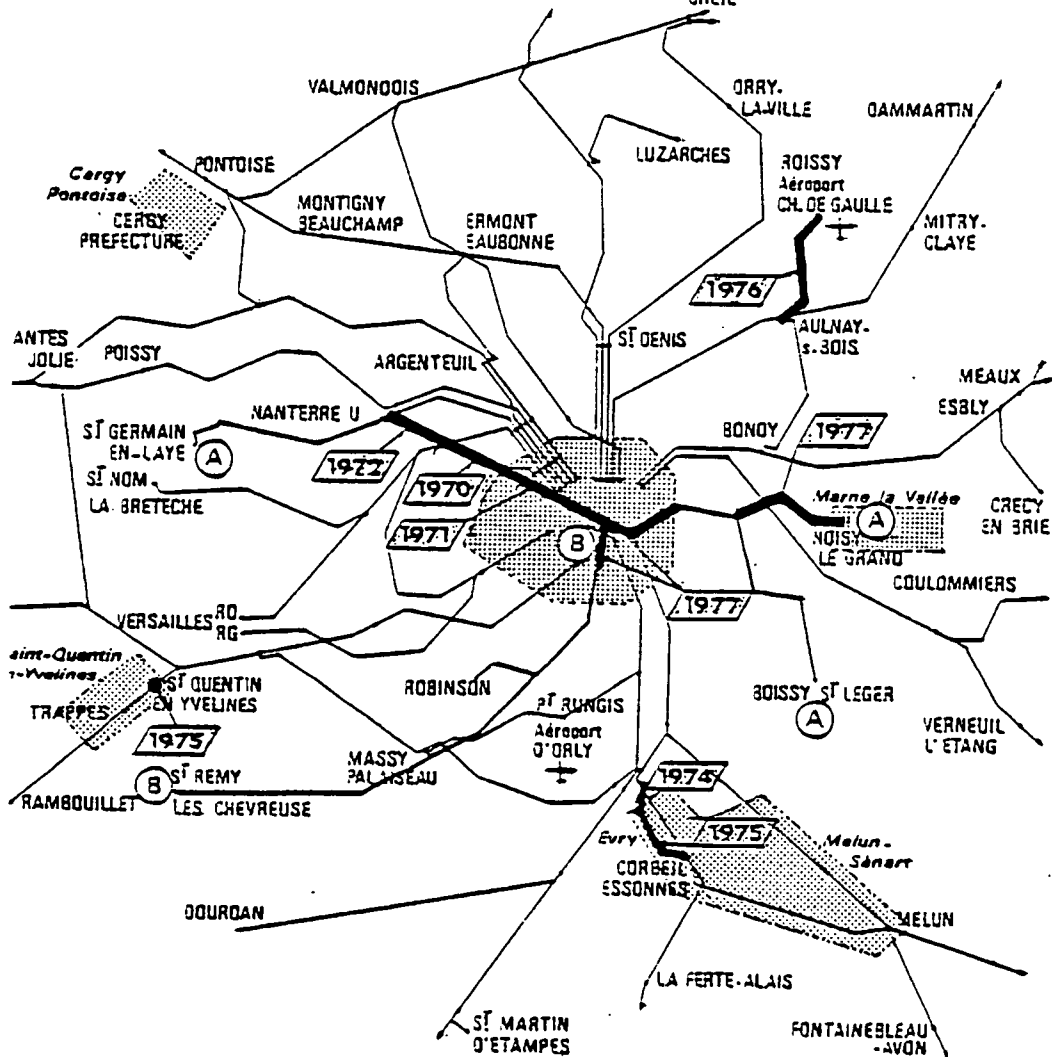 VALMONDOIS
ORRY-
LA-VILLE
DAMMARTIN
LUZARCHES
ROISSY
Aéroport
CH. DE GAULLE
Cergy
Pontoise
PONTOISE
CERGY
PREFECTURE
MONTIGNY
BEAUCHAMP
ERMONT
EAUBONNE
MITRY-
CLAYE
1976
ST DENIS
AULNAY-
s.BOIS
ANTES
JOLIE
POISSY
ARGENTEUIL
MEAUX
ESBLY
NANTERRE U
BONDY
1977
ST GERMAIN
EN-LAYE
A
1972
1970
1971
ST NOM
LA BRETECHE
Marne la Vallée
A
NOISY
LE GRAND
CRECY
EN BRIE
B
COULOMMIERS
1977
VERSAILLES RD
RG
aint-Quentin
n-Yvelines
TRAPPES
ST QUENTIN
EN YVELINES
ROBINSON
PT RUNGIS
Aéroport
D'ORLY
BOISSY ST LEGER
A
VERNEUIL
L'ETANG
1975
MASSY
PALAISEAU
RAMBOUILLET
B
ST REMY
LES CHEVREUSE
1974
1975
Evry
Melun-
Sénart
CORBEIL
ESSONNES
DOURDAN
MELUN
LA FERTE-ALAIS
ST MARTIN
D'ETAMPES
FONTAINEBLEAU
-AVON